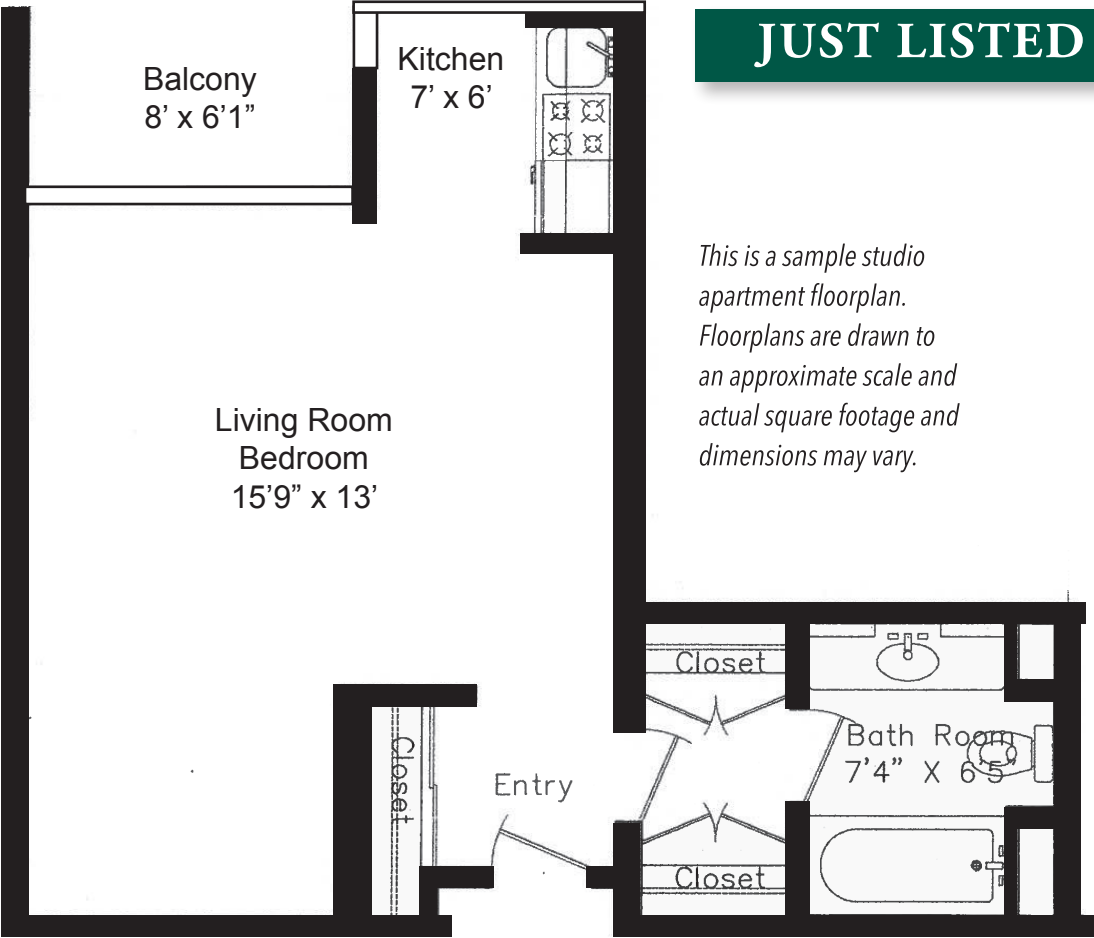 JUST LISTED
Balcony
8’ x 6’1”
Kitchen
7’ x 6’
This is a sample studio
apartment floorplan.
Floorplans are drawn to
an approximate scale and
actual square footage and
dimensions may vary.
Living Room
Bedroom
15’9” x 13’
Closet
Closet
Entry
Bath Room
7’4” X 6’5”
Closet